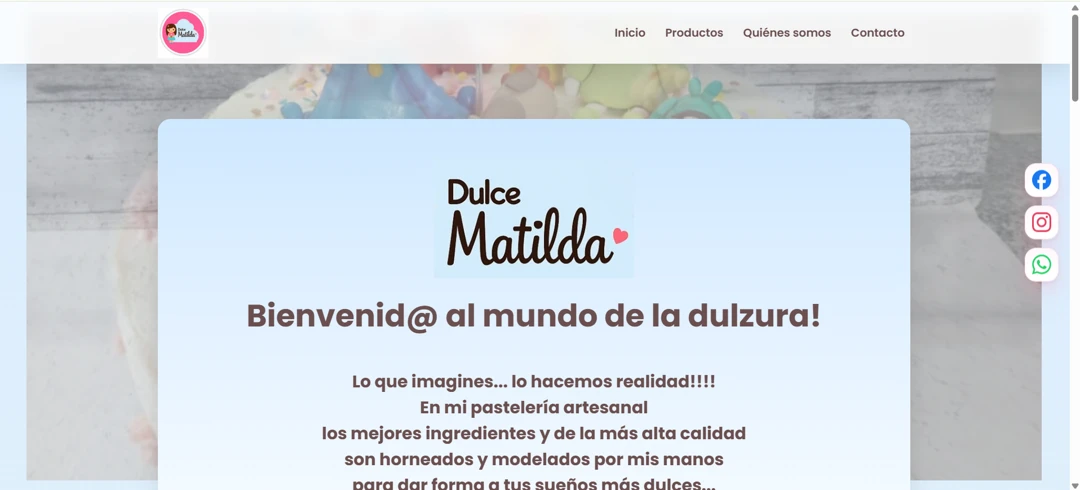 Dulce
Matilda
Inicio Productos Quiénes somos Contacto
Dulce
Matilda
Bienvenid@ al mundo de la dulzura!
Lo que imagines... lo hacemos realidad!!!!
En mi pastelería artesanal
los mejores ingredientes y de la más alta calidad
son horneados y modelados por mis manos
para dar forma a tus sueños más dulces...